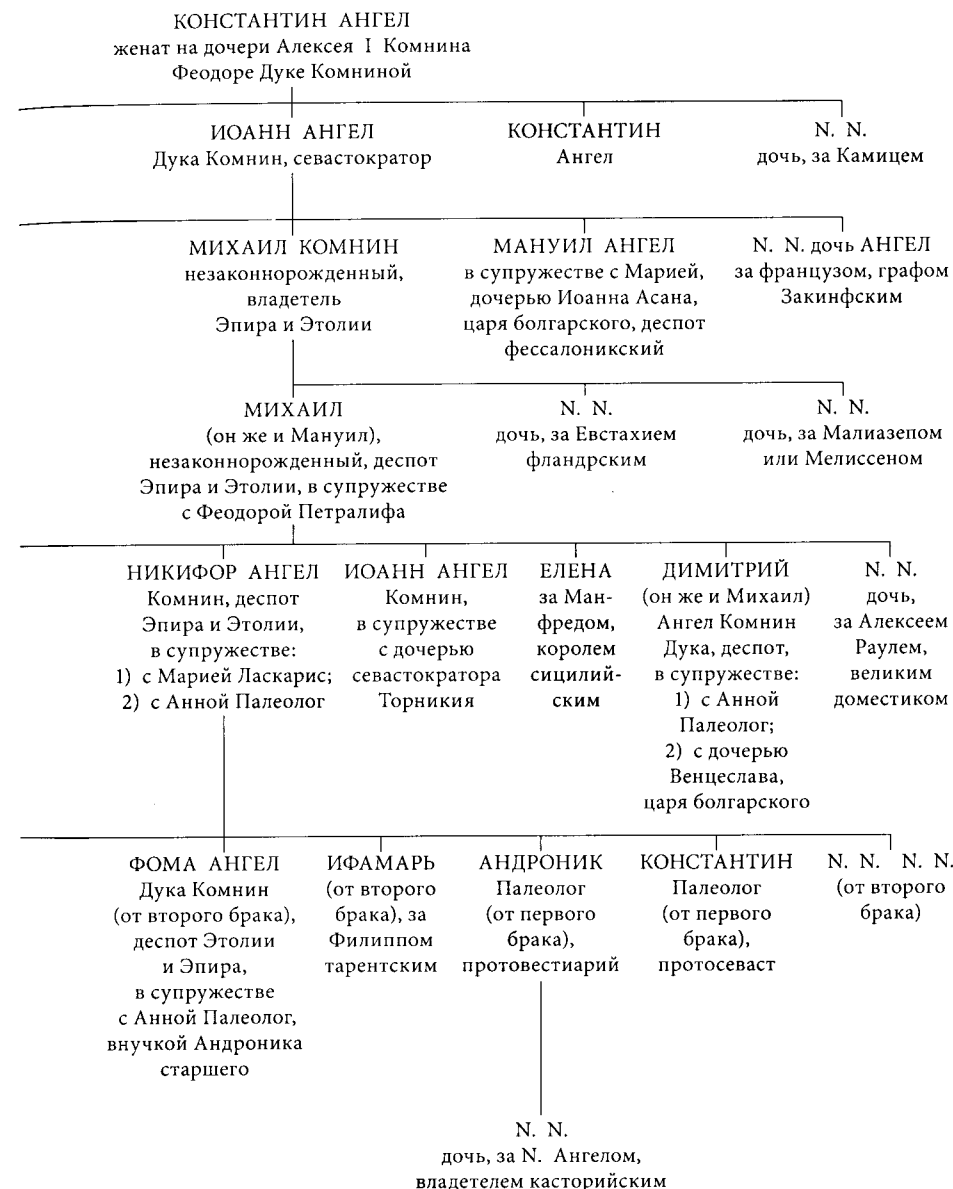 КОНСТАНТИН АНГЕЛ
женат на дочери Алексея I Комнина
Феодоре Дуке Комниной
ИОАНН АНГЕЛ
Дука Комнин, севастократор
КОНСТАНТИН
Ангел
N. N.
дочь, за Камицем
МИХАИЛ КОМНИН
незаконнорожденный,
владетель
Эпира и Этолии
МАНУИЛ АНГЕЛ
в супружестве с Марией,
дочерью Иоанна Асана,
царя болгарского, деспот
фессалоникский
N. N. дочь АНГЕЛ
за французом, графом
Закинфским
МИХАИЛ
(он же и Мануил),
незаконнорожденный, деспот
Эпира и Этолии, в супружестве
с Феодорой Петралифа
N. N.
дочь, за Евстахием
фландрским
N. N.
дочь, за Малиазепом
или Мелиссеном
НИКИФОР АНГЕЛ
Комнин, деспот
Эпира и Этолии,
в супружестве:
1) с Марией Ласкарис;
2) с Анной Палеолог
ИОАНН АНГЕЛ
Комнин,
в супружестве
с дочерью
севастократора
Торникия
ЕЛЕНА
за Ман-
фредом,
королем
сицилий-
ским
ДИМИТРИЙ
(он же и Михаил)
Ангел Комнин
Дука, деспот,
в супружестве:
1) с Анной
Палеолог;
2) с дочерью
Венцеслава,
царя болгарского
N. N.
дочь,
за Алексеем
Раулем,
великим
доместиком
ФОМА АНГЕЛ
Дука Комнин
(от второго брака),
деспот Этолии
и Эпира,
в супружестве
с Анной Палеолог,
внучкой Андроника
старшего
ИФАМАРЬ
(от второго
брака), за
Филиппом
тарентским
АНДРОНИК
Палеолог
(от первого
брака),
протовестиарий
КОНСТАНТИН
Палеолог
(от первого
брака),
протосеваст
N. N. N. N.
(от второго
брака)
N. N.
дочь, за N. Ангелом,
владетелем касторийским